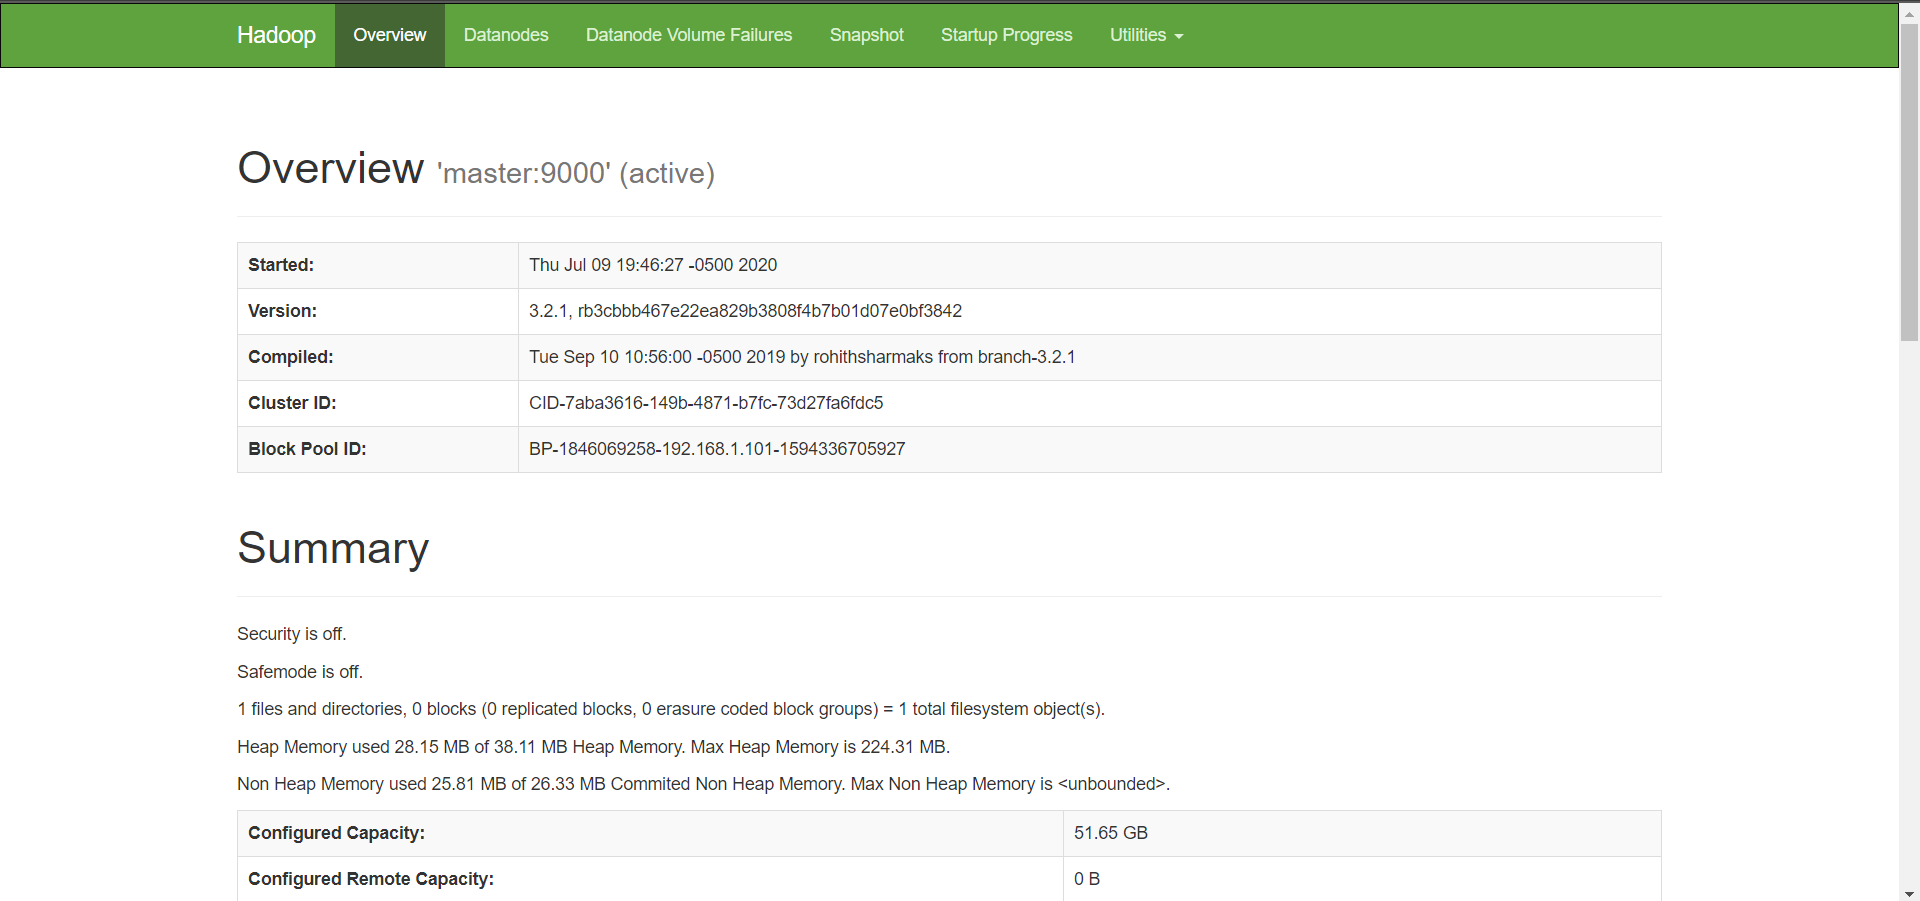 Hadoop Overview Datanodes Datanode Volume Failures Snapshot Startup Progress Utilities
Overview 'master:9000' (active)
Started: Thu Jul 09 19:46:27 -0500 2020
Version: 3.2.1, rb3cbbb467e22ea829b3808f4b7b01d07e0bf3842
Compiled: Tue Sep 10 10:56:00 -0500 2019 by rohithsharmaks from branch-3.2.1
Cluster ID: CID-7aba3616-149b-4871-b7fc-73d27fa6fdc5
Block Pool ID: BP-1846069258-192.168.1.101-1594336705927
Summary
Security is off.
Safemode is off.
1 files and directories, 0 blocks (0 replicated blocks, 0 erasure coded block groups) = 1 total filesystem object(s).
Heap Memory used 28.15 MB of 38.11 MB Heap Memory. Max Heap Memory is 224.31 MB.
Non Heap Memory used 25.81 MB of 26.33 MB Commited Non Heap Memory. Max Non Heap Memory is <unbounded>.
Configured Capacity: 51.65 GB
Configured Remote Capacity: 0 B